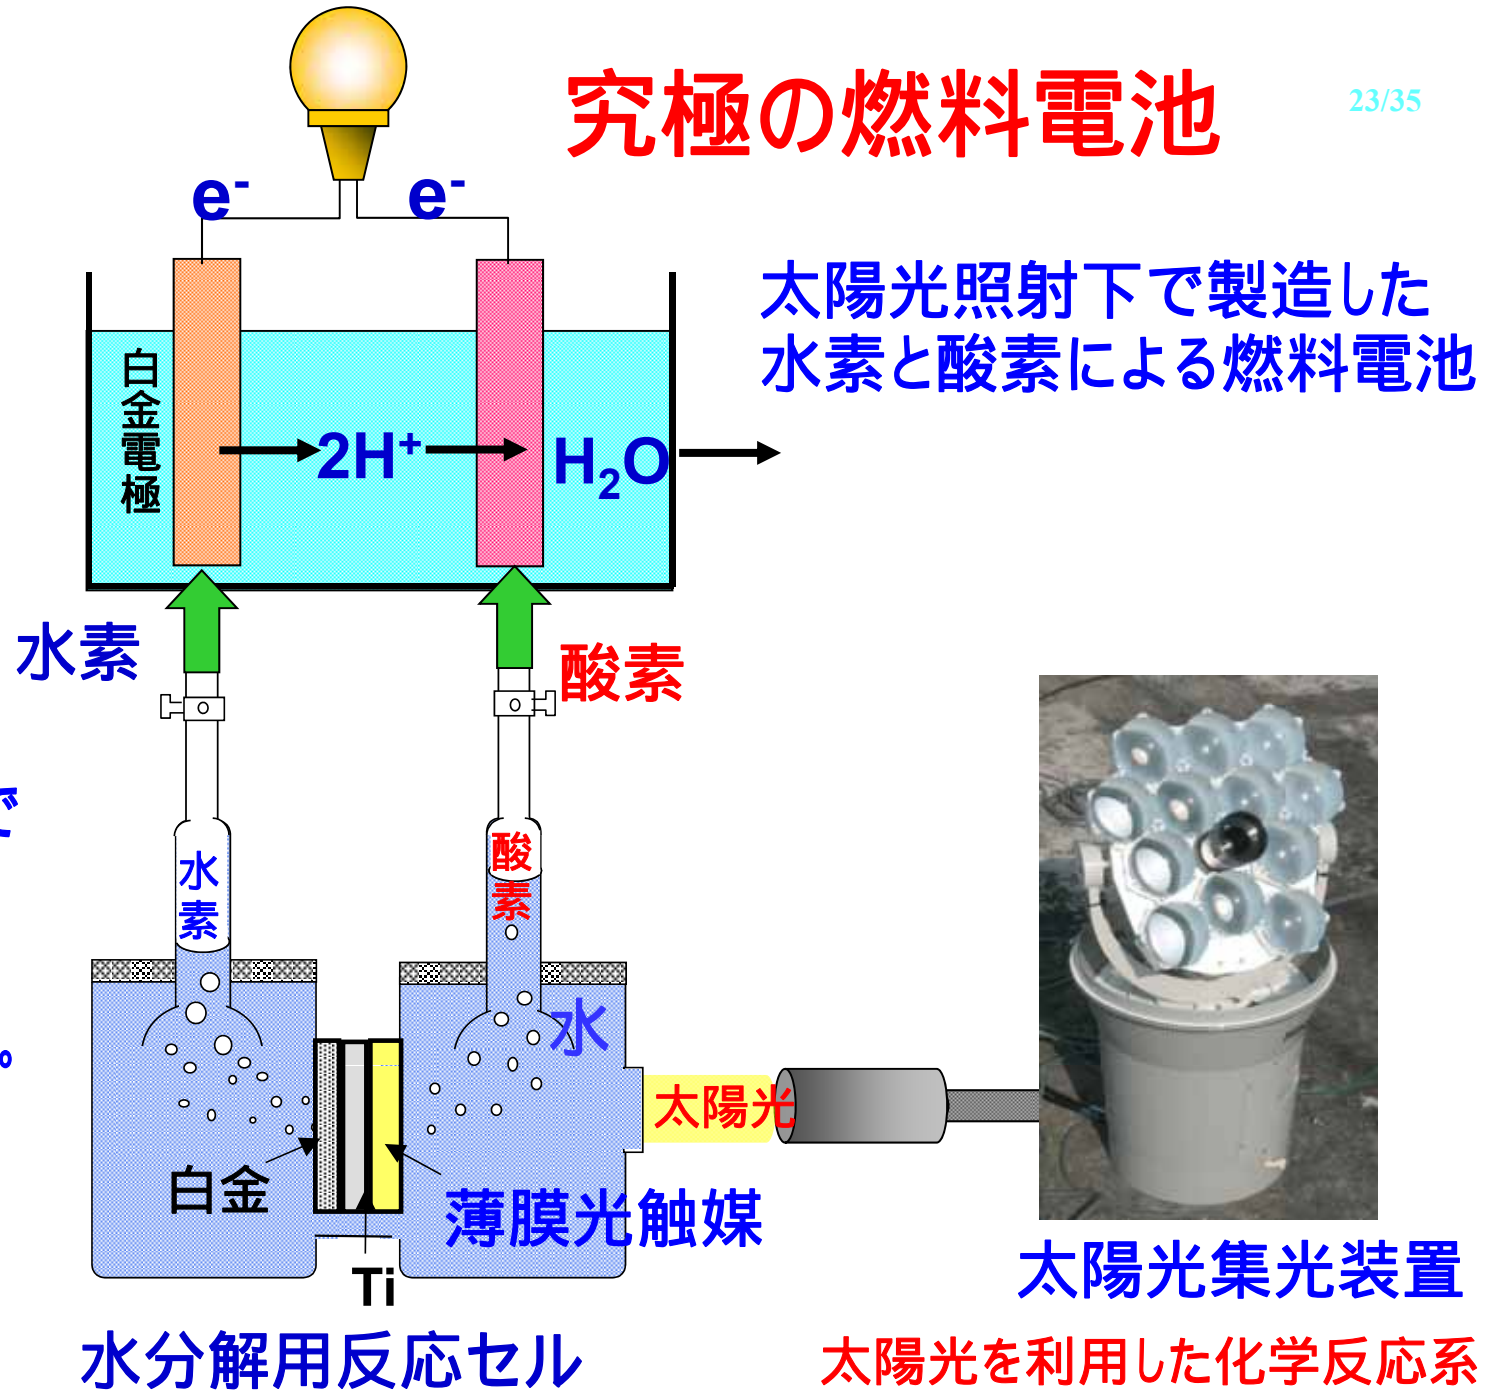 究極の燃料電池
23/35
e-
e-
太陽光照射下で製造した
水素と酸素による燃料電池
白金電極
2H+
H2O
水素
酸素
で
水素
酸素
水
。
太陽光
白金
薄膜光触媒
Ti
太陽光集光装置
水分解用反応セル
太陽光を利用した化学反応系